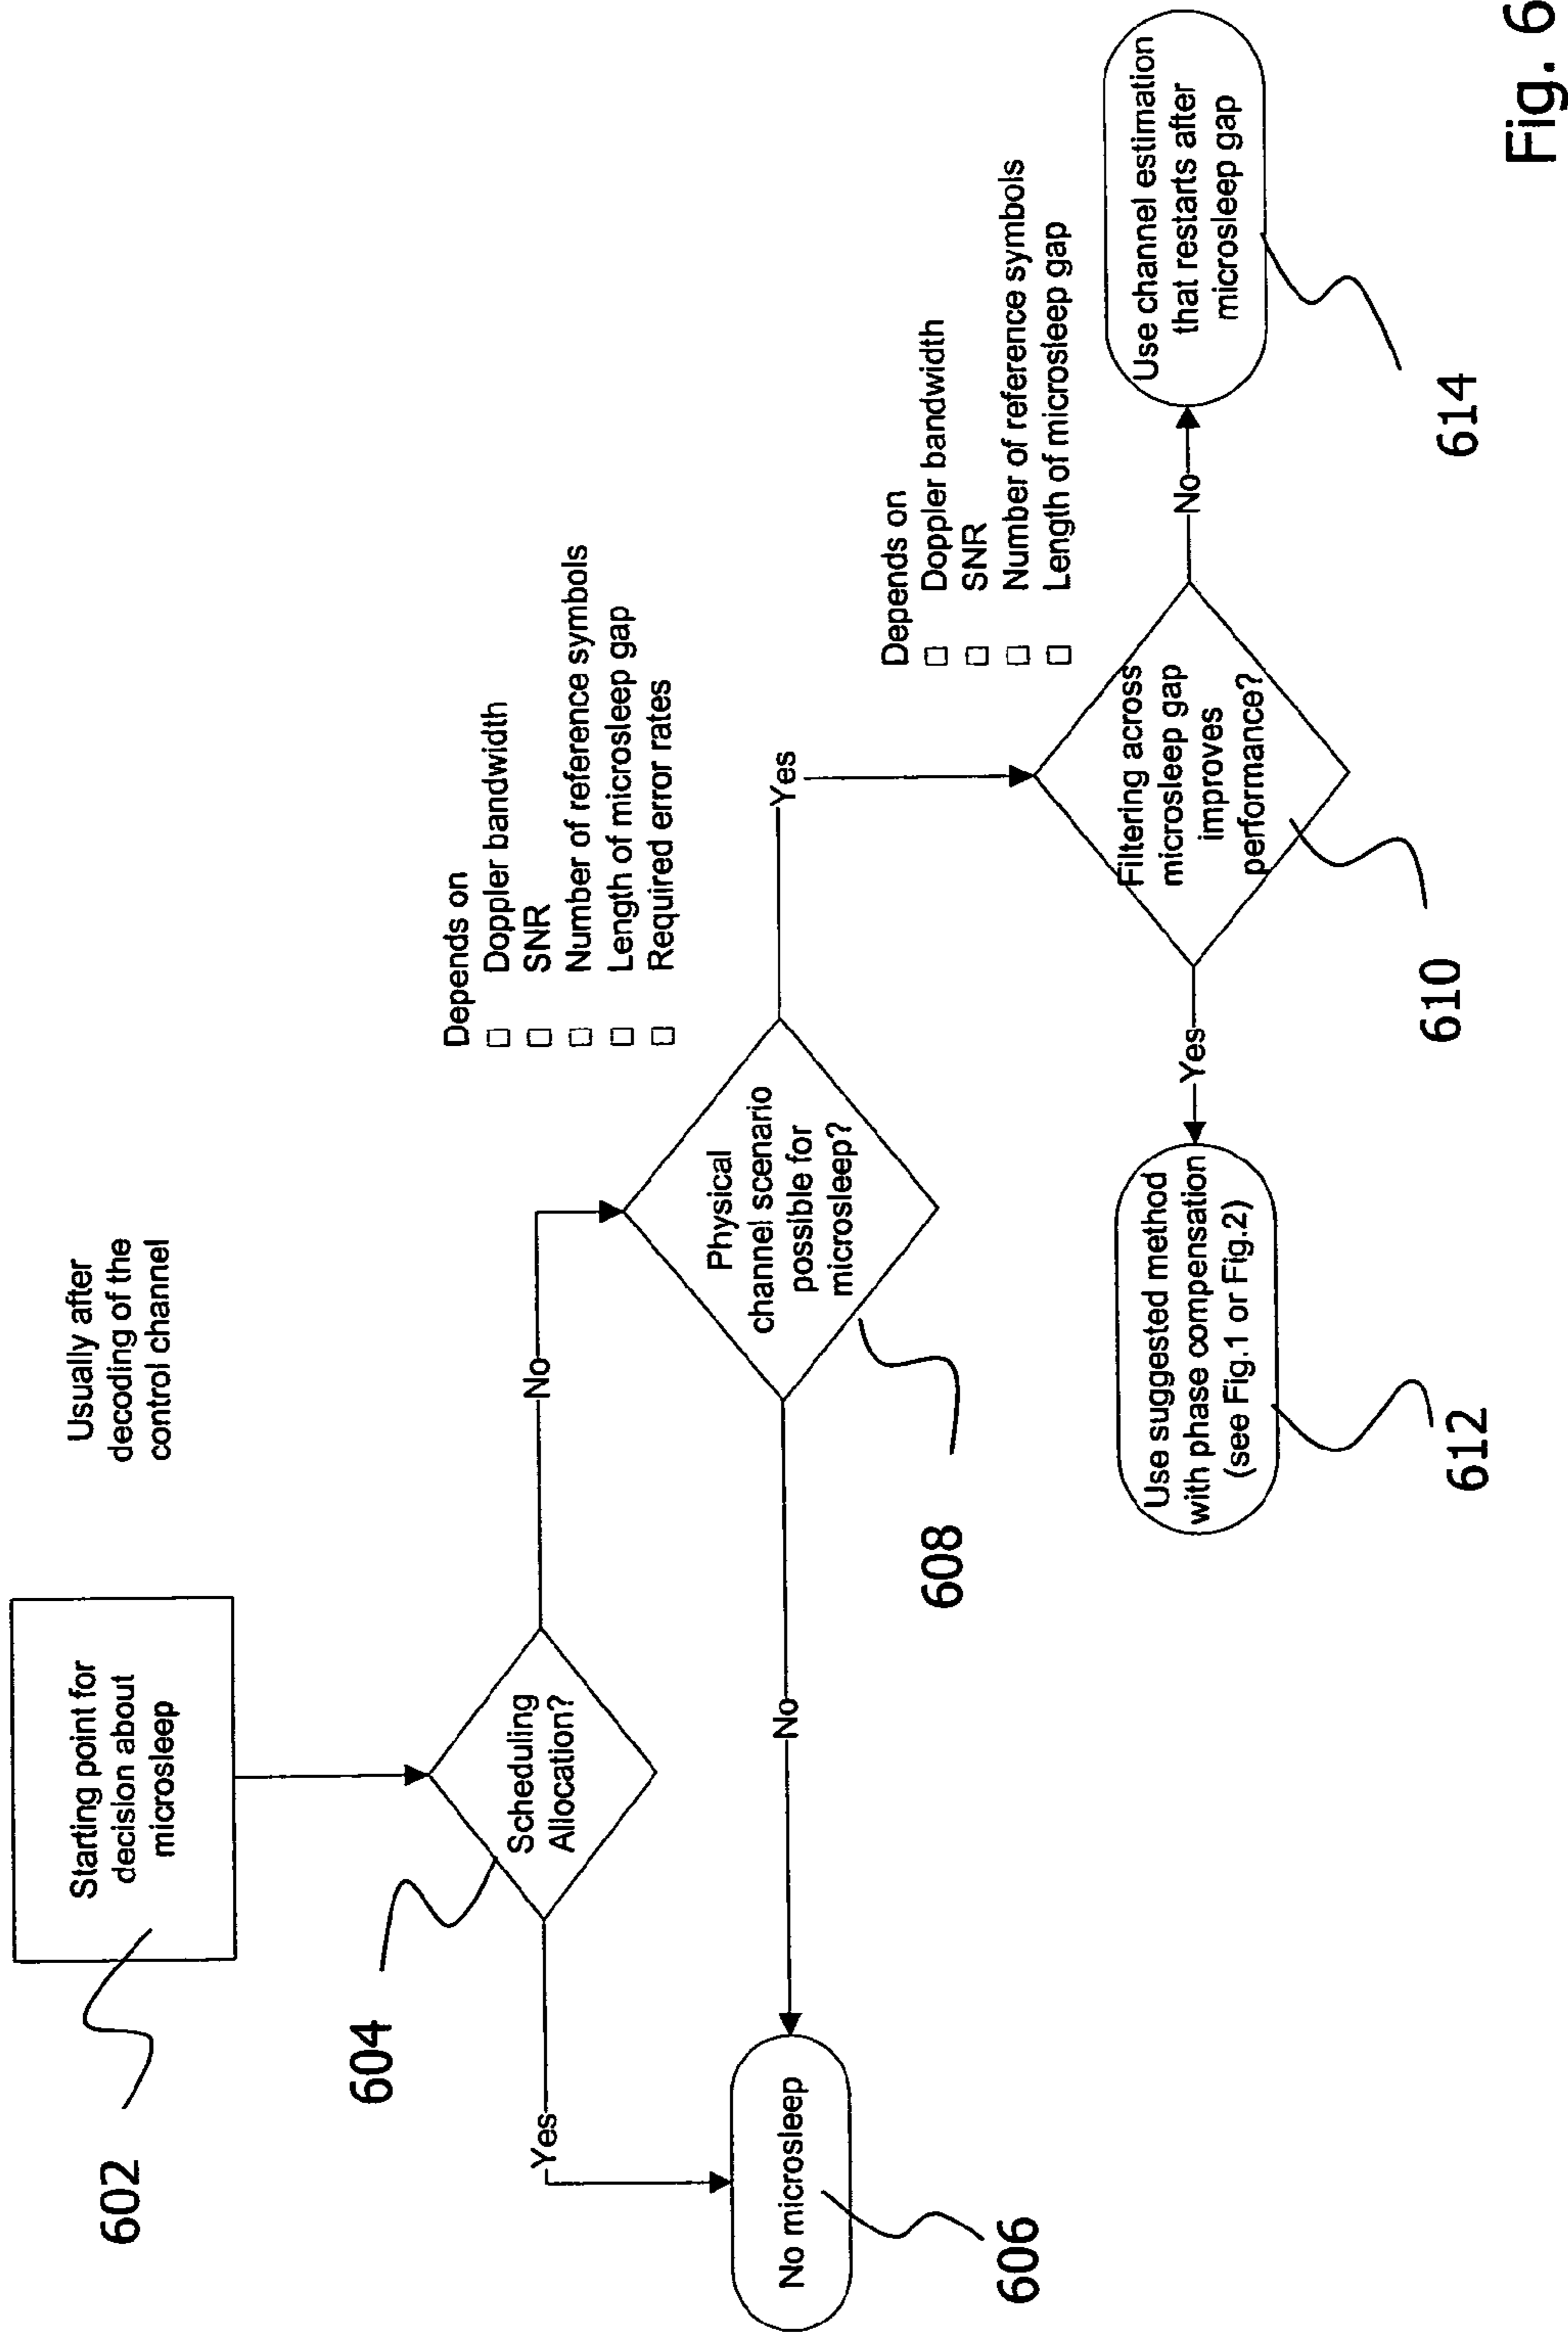 Starting point for
decision about
microsleep
Usually after
decoding of the
control channel
602
Scheduling
Allocation?
604
Yes
No
Depends on
Doppler bandwidth
SNR
Number of reference symbols
Length of microsleep gap
Required error rates
No microsleep
606
No
Physical
channel scenario
possible for
microsleep?
608
Yes
Depends on
Doppler bandwidth
SNR
Number of reference symbols
Length of microsleep gap
Use suggested method
with phase compensation
(see Fig.1 or Fig.2)
612
Yes
Filtering across
microsleep gap
improves
performance?
610
No
Use channel estimation
that restarts after
microsleep gap
614
Fig. 6